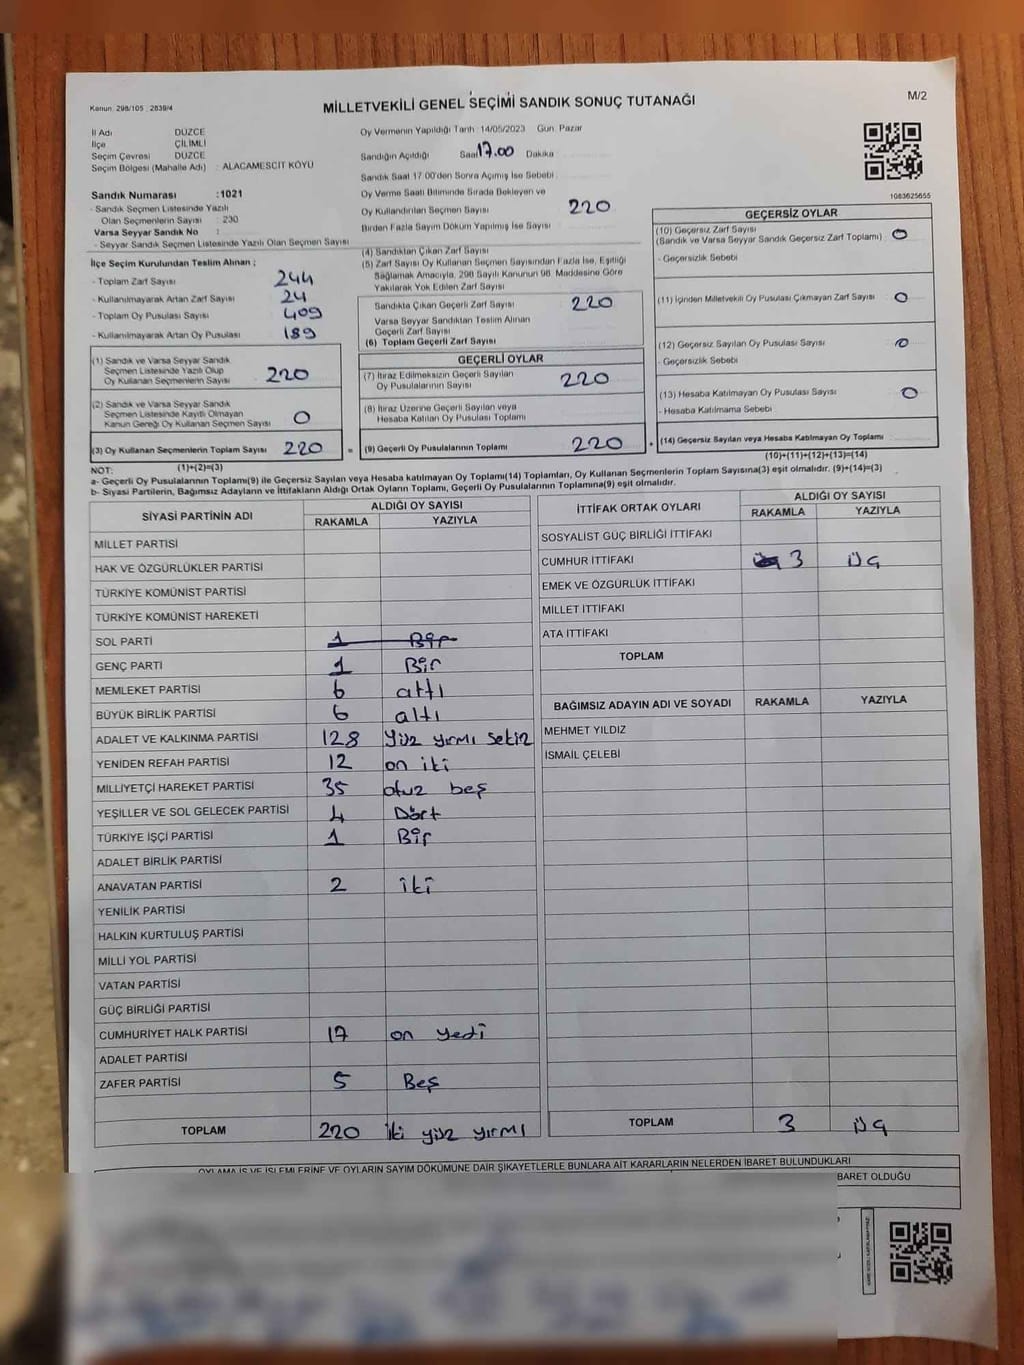 Kanun: 298/105 , 2839/4
MİLLETVEKİLİ GENEL SEÇİMİ SANDIK SONUÇ TUTANAĞI
M/2
İl Adı DÜZCE
İlçe ÇİLİMLİ
Seçim Çevresi DÜZCE
Seçim Bölgesi (Mahalle Adı) : ALACAMESCİT KÖYÜ
Sandık Numarası :1021
- Sandık Seçmen Listesinde Yazılı
Olan Seçmenlerin Sayısı : 230
Varsa Seyyar Sandık No :
- Seyyar Sandık Seçmen Listesinde Yazılı Olan Seçmen Sayısı
Oy Vermenin Yapıldığı Tarih :14/05/2023 Gün: Pazar
Sandığın Açıldığı Saat 17.00 Dakika
Sandık Saat 17:00'den Sonra Açılmış İse Sebebi :
Oy Verme Saati Bitiminde Sırada Bekleyen ve
Oy Kullandırılan Seçmen Sayısı 220
Birden Fazla Sayım Döküm Yapılmış İse Sayısı
1083625655
İlçe Seçim Kurulundan Teslim Alınan ;
- Toplam Zarf Sayısı 244
- Kullanılmayarak Artan Zarf Sayısı 24
- Toplam Oy Pusulası Sayısı 409
- Kullanılmayarak Artan Oy Pusulası 189
(1) Sandık ve Varsa Seyyar Sandık
Seçmen Listesinde Yazılı Olup
Oy Kullanan Seçmenlerin Sayısı 220
(2) Sandık ve Varsa Seyyar Sandık
Seçmen Listesinde Kayıtlı Olmayan
Kanun Gereği Oy Kullanan Seçmen Sayısı 0
(3) Oy Kullanan Seçmenlerin Toplam Sayısı 220
(1)+(2)=(3)
(4) Sandıktan Çıkan Zarf Sayısı
(5) Zarf Sayısı Oy Kullanan Seçmen Sayısından Fazla İse, Eşitliği
Sağlamak Amacıyla, 298 Sayılı Kanunun 98. Maddesine Göre
Yakılarak Yok Edilen Zarf Sayısı
Sandıkta Çıkan Geçerli Zarf Sayısı 220
Varsa Seyyar Sandıktan Teslim Alınan
Geçerli Zarf Sayısı
(6) Toplam Geçerli Zarf Sayısı
GEÇERLİ OYLAR
(7) İtiraz Edilmeksizin Geçerli Sayılan
Oy Pusulalarının Sayısı 220
(8) İtiraz Üzerine Geçerli Sayılan veya
Hesaba Katılan Oy Pusulası Toplamı
= (9) Geçerli Oy Pusulalarının Toplamı 220 +
GEÇERSİZ OYLAR
(10) Geçersiz Zarf Sayısı
(Sandık ve Varsa Seyyar Sandık Geçersiz Zarf Toplamı) 0
- Geçersizlik Sebebi
(11) İçinden Milletvekili Oy Pusulası Çıkmayan Zarf Sayısı 0
(12) Geçersiz Sayılan Oy Pusulası Sayısı 0
- Geçersizlik Sebebi
(13) Hesaba Katılmayan Oy Pusulası Sayısı 0
- Hesaba Katılmama Sebebi
(14) Geçersiz Sayılan veya Hesaba Katılmayan Oy Toplamı
(10)+(11)+(12)+(13)=(14)
NOT:
a- Geçerli Oy Pusulası Toplamı(9) ile Geçersiz Sayılan veya Hesaba katılmayan Oy Toplamı(14) Toplamları, Oy Kullanan Seçmenlerin Toplam Sayısına(3) eşit olmalıdır. (9)+(14)=(3)
b- Siyasi Partilerin, Bağımsız Adayların ve İttifakların Aldığı Ortak Oyların Toplamı, Geçerli Oy Pusulalarının Toplamına(9) eşit olmalıdır.
SİYASİ PARTİNİN ADI ALDIĞI OY SAYISI
RAKAMLA YAZIYLA
MİLLET PARTİSİ
HAK VE ÖZGÜRLÜKLER PARTİSİ
TÜRKİYE KOMÜNİST PARTİSİ
TÜRKİYE KOMÜNİST HAREKETİ
SOL PARTİ 1 Bir
GENÇ PARTİ 1 Bir
MEMLEKET PARTİSİ 6 altı
BÜYÜK BİRLİK PARTİSİ 6 altı
ADALET VE KALKINMA PARTİSİ 128 yüz yirmi sekiz
YENİDEN REFAH PARTİSİ 12 on iki
MİLLİYETÇİ HAREKET PARTİSİ 35 otuz beş
YEŞİLLER VE SOL GELECEK PARTİSİ 4 Dört
TÜRKİYE İŞÇİ PARTİSİ 1 Bir
ADALET BİRLİK PARTİSİ
ANAVATAN PARTİSİ 2 iki
YENİLİK PARTİSİ
HALKIN KURTULUŞ PARTİSİ
MİLLİ YOL PARTİSİ
VATAN PARTİSİ
GÜÇ BİRLİĞİ PARTİSİ
CUMHURİYET HALK PARTİSİ 17 on yedi
ADALET PARTİSİ
ZAFER PARTİSİ 5 Beş
TOPLAM 220 iki yüz yirmi
İTTİFAK ORTAK OYLARI ALDIĞI OY SAYISI
RAKAMLA YAZIYLA
SOSYALİST GÜÇ BİRLİĞİ İTTİFAKI
CUMHUR İTTİFAKI 3 üç
EMEK VE ÖZGÜRLÜK İTTİFAKI
MİLLET İTTİFAKI
ATA İTTİFAKI
TOPLAM
BAĞIMSIZ ADAYIN ADI VE SOYADI RAKAMLA YAZIYLA
MEHMET YILDIZ
İSMAİL ÇELEBİ
TOPLAM 3 üç
OYLAMA İŞ VE İŞLEMLERİNE VE OYLARIN SAYIM DÖKÜMÜNE DAİR ŞİKAYETLERLE BUNLARA AİT KARARLARIN NELERDEN İBARET BULUNDUKLARI
BARET OLDUĞU